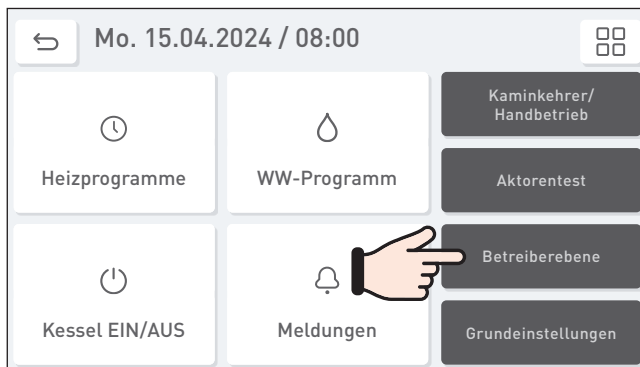 Mo. 15.04.2024 / 08:00
Heizprogramme
WW-Programm
Kaminkehrer/
Handbetrieb
Aktorentest
Kessel EIN/AUS
Meldungen
Betreiberebene
Grundeinstellungen